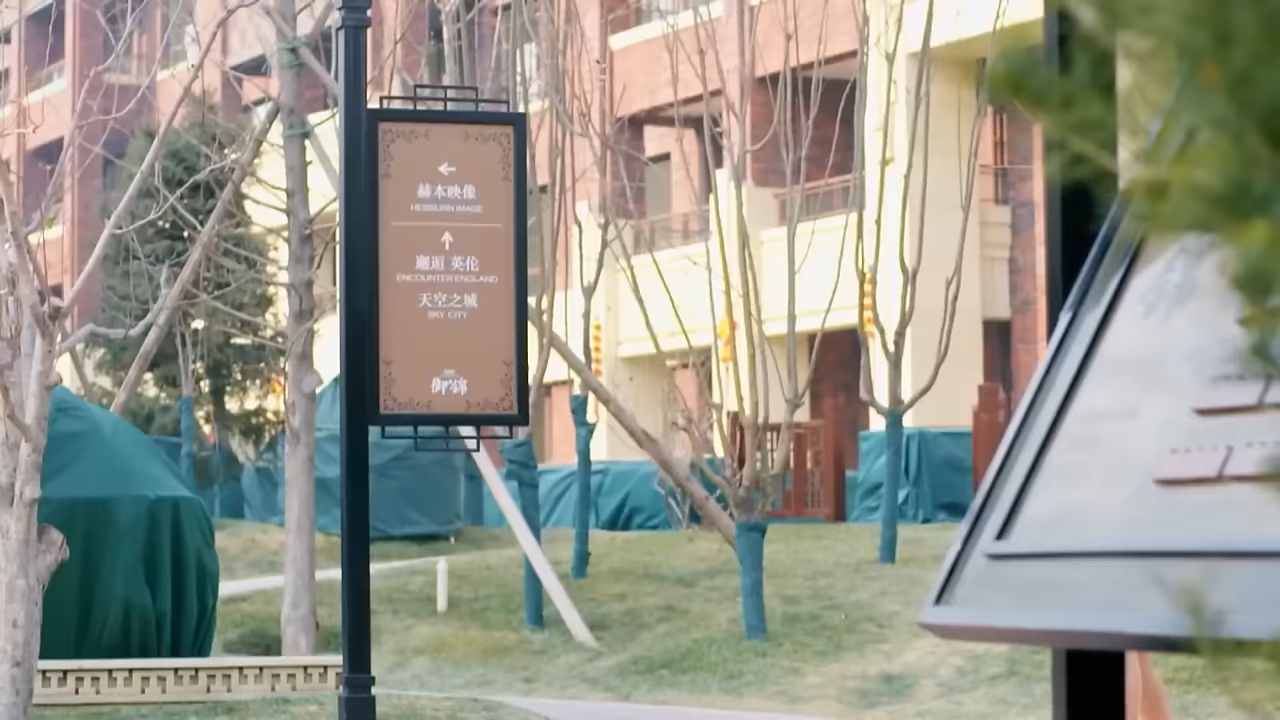 ←
赫本映像
HEBBURN IMAGE
↑
邂逅 英伦
ENCOUNTER ENGLAND
天空之城
SKY CITY
御锦